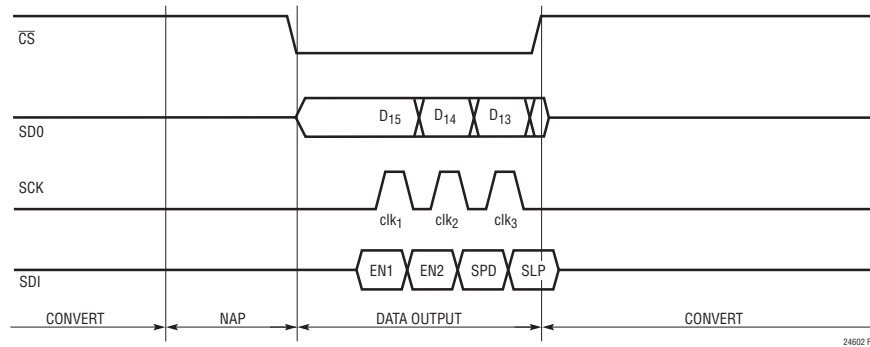 CS
D15 D14 D13
SD0
SCK
clk1 clk2 clk3
EN1 EN2 SPD SLP
SDI
CONVERT NAP DATA OUTPUT CONVERT
24602 F